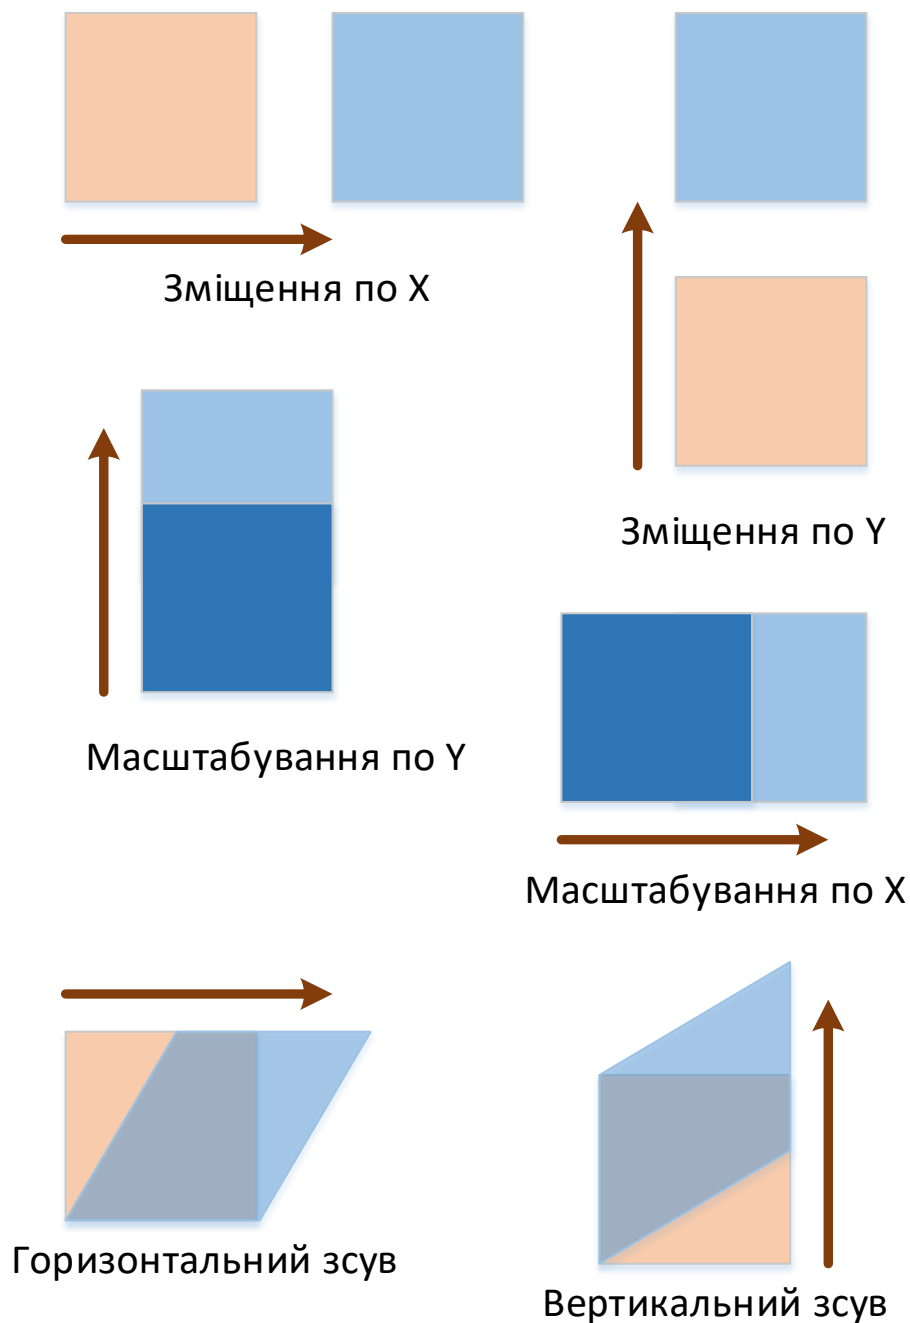 Зміщення по X
Зміщення по Y
Масштабування по Y
Масштабування по X
Горизонтальний зсув
Вертикальний зсув